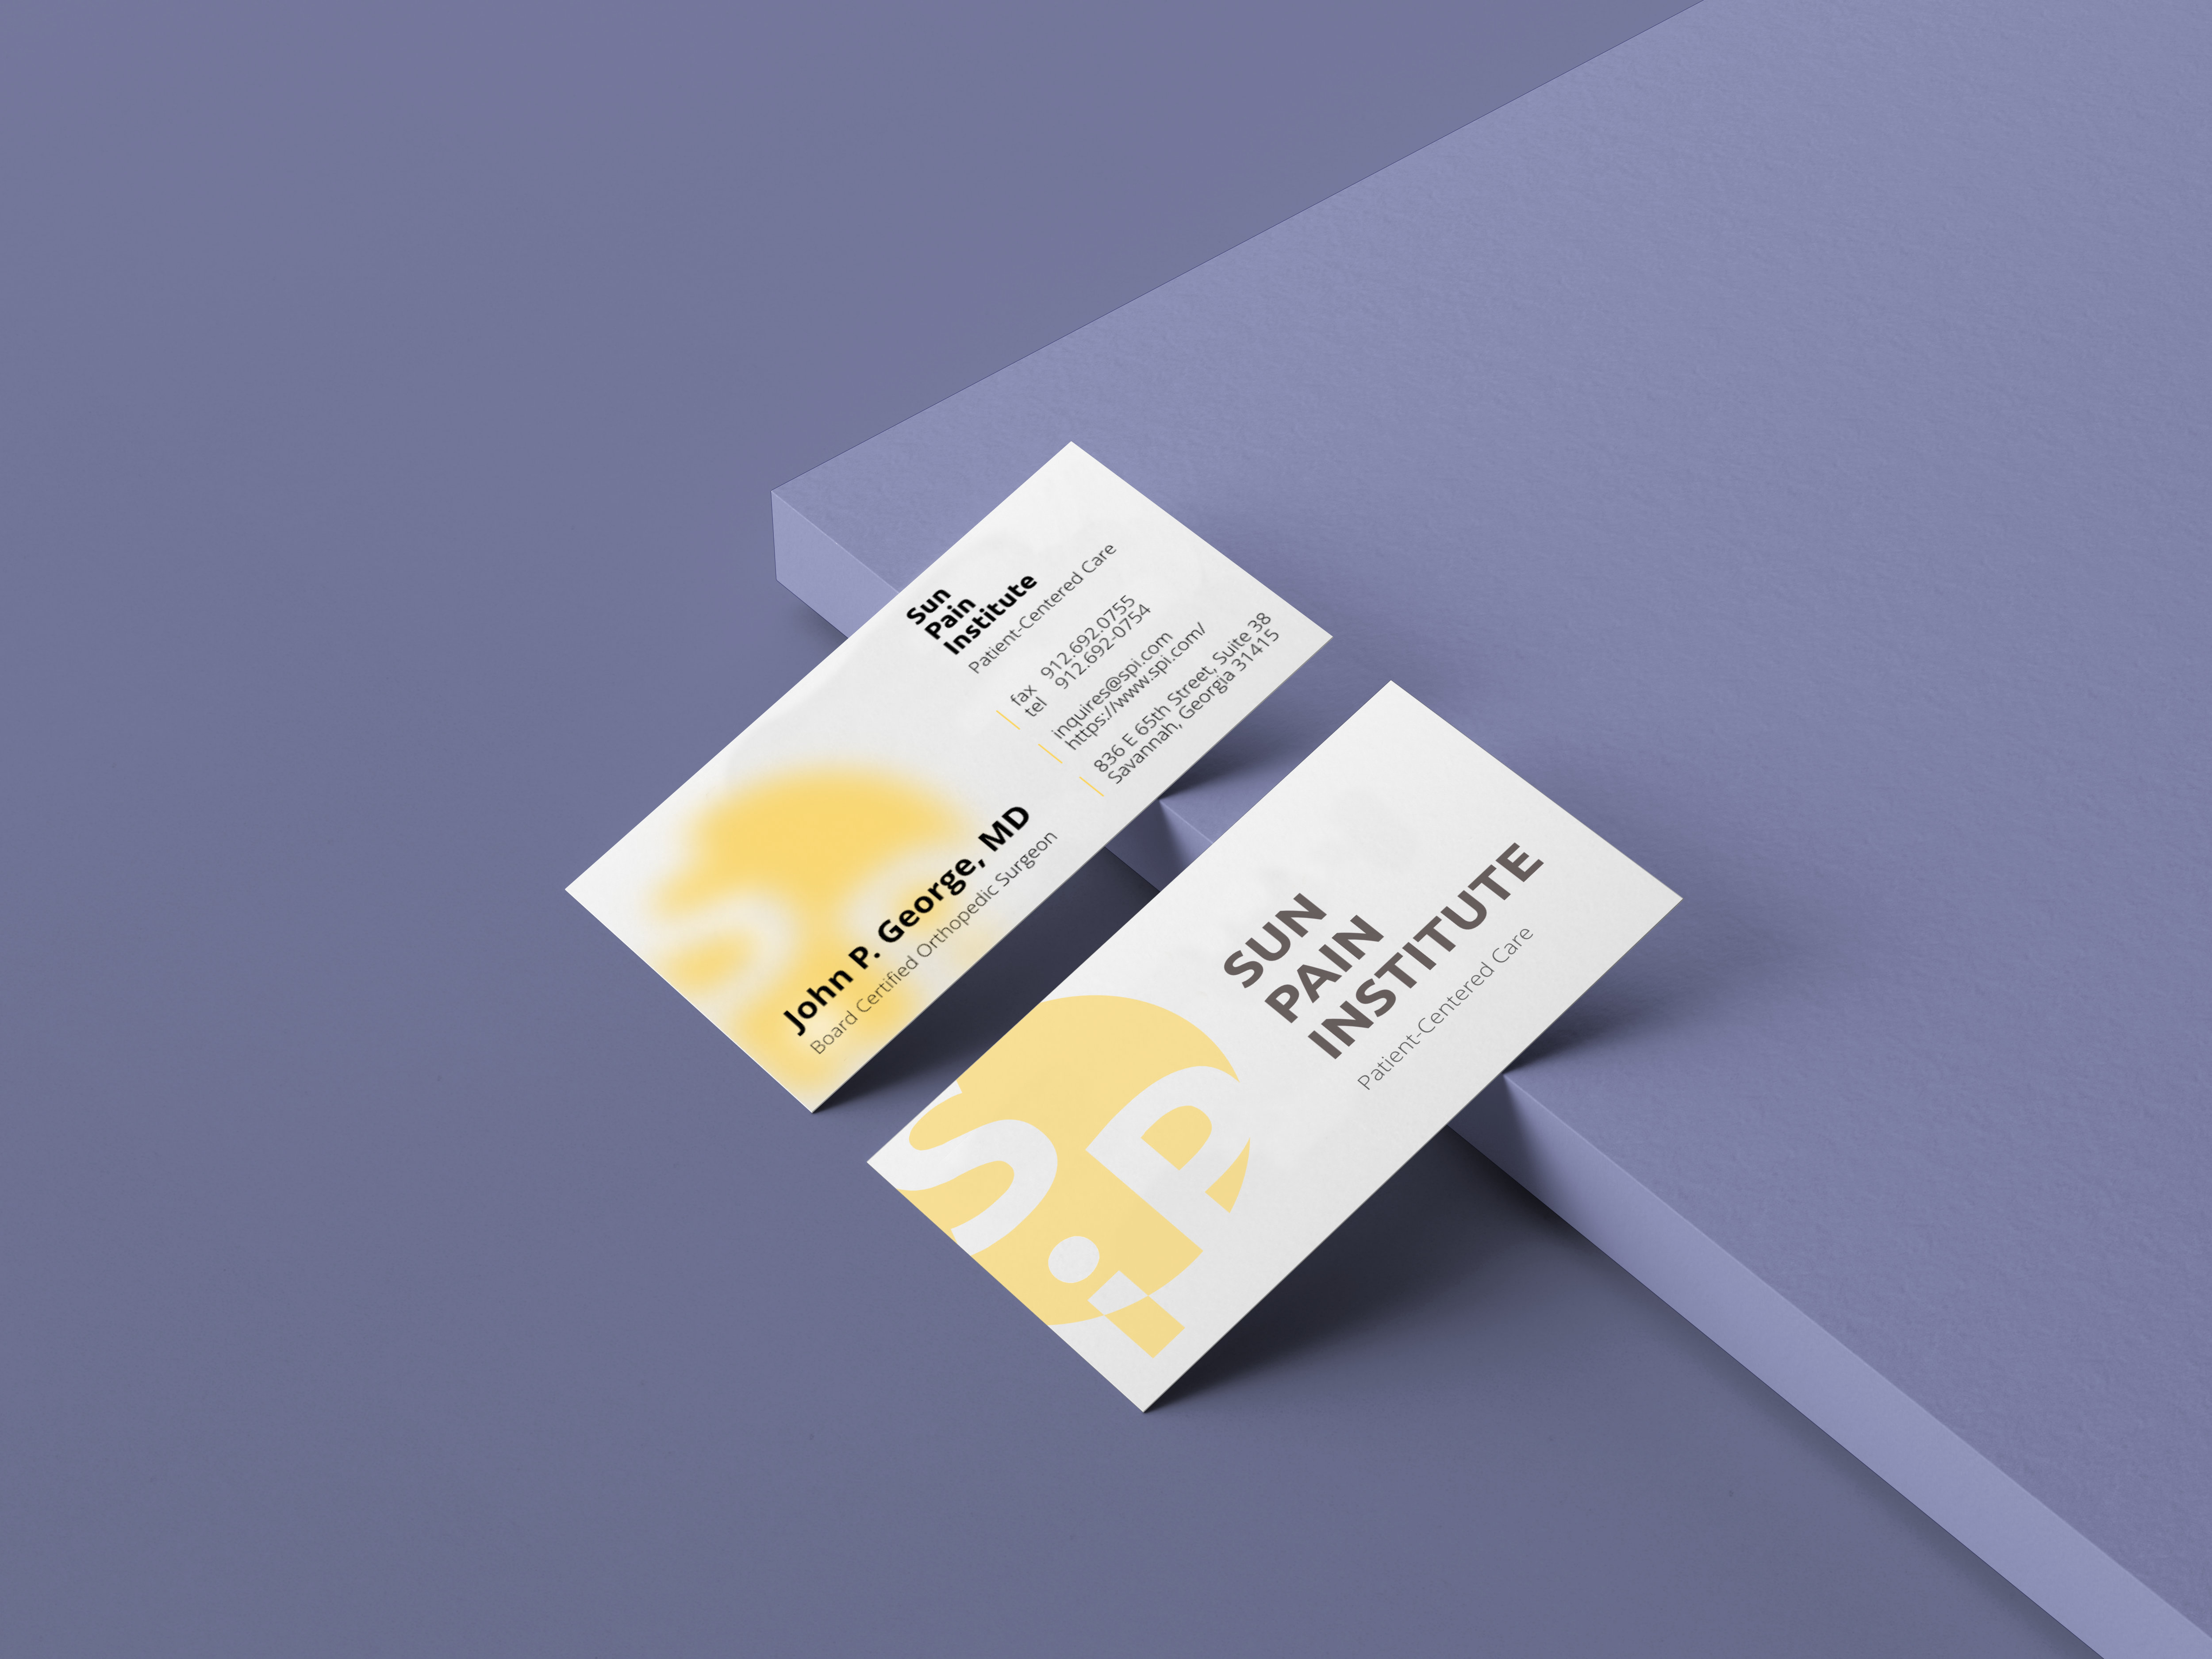 Sun
Pain
Institute
Patient-Centered Care
fax 912.692.0755
tel 912.692-0754
inquires@spi.com
https://www.spi.com/
836 E 65th Street, Suite 38
Savannah, Georgia 31415
John P. George, MD
Board Certified Orthopedic Surgeon
SUN
PAIN
INSTITUTE
Patient-Centered Care
S
P
i